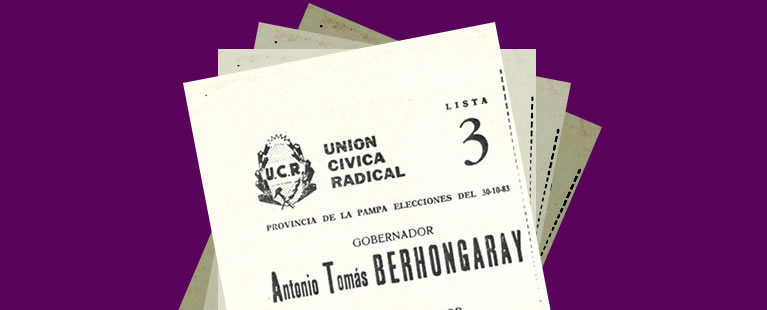 LISTA
3
U.C.R.
UNION
CIVICA
RADICAL
PROVINCIA DE LA PAMPA ELECCIONES DEL 30-10-83
GOBERNADOR
Antonio Tomás BERHONGARAY